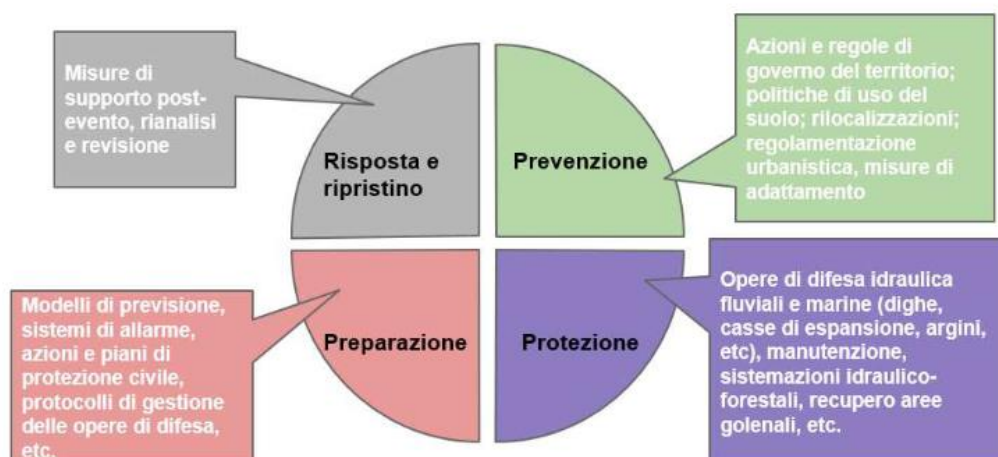 Misure di
supporto post-
evento, rianalisi
e revisione
Risposta e
ripristino
Prevenzione
Azioni e regole di
governo del territorio;
politiche di uso del
suolo; rilocalizzazioni;
regolamentazione
urbanistica, misure di
adattamento
Modelli di previsione,
sistemi di allarme,
azioni e piani di
protezione civile,
protocolli di gestione
delle opere di difesa,
etc.
Preparazione
Protezione
Opere di difesa idraulica
fluviali e marine (dighe,
casse di espansione, argini,
etc), manutenzione,
sistemazioni idraulico-
forestali, recupero aree
golenali, etc.